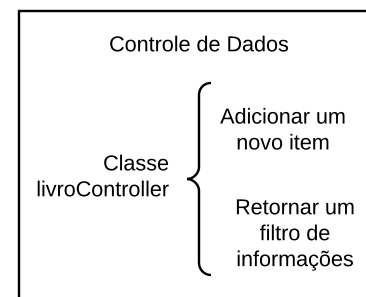 Controle de Dados
Classe
livroController
Adicionar um
novo item
Retornar um
filtro de
informações